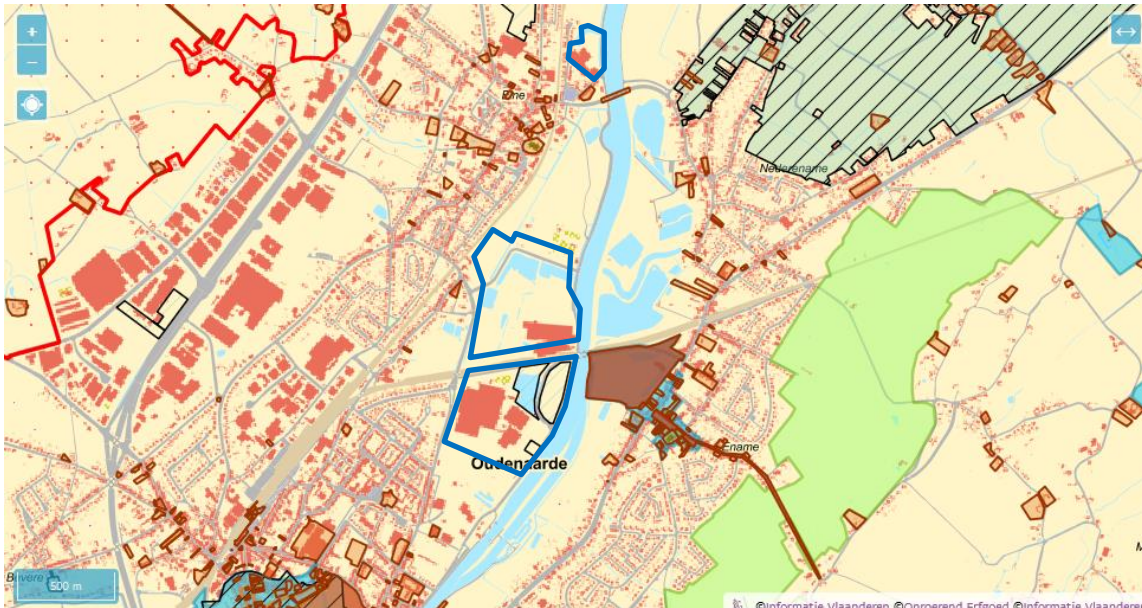 +
−
↔
Eine
Nederename
Ename
Oudenaarde
Bevere
500 m
M
©Informatie Vlaanderen ©Onroerend Erfgoed ©Informatie Vlaanderen